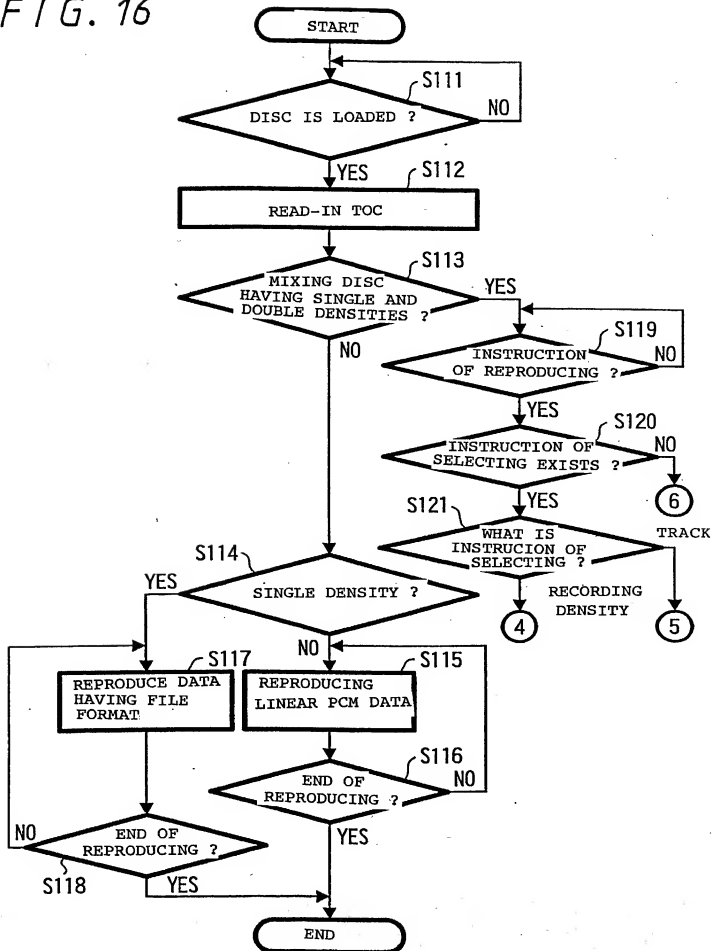 FIG. 16
START
S111
DISC IS LOADED ?
NO
YES
S112
READ-IN TOC
S113
MIXING DISC
HAVING SINGLE AND
DOUBLE DENSITIES ?
YES
NO
S119
INSTRUCTION
OF REPRODUCING ?
NO
YES
S120
INSTRUCTION OF
SELECTING EXISTS ?
NO
6
YES
S121
WHAT IS
INSTRUCION OF
SELECTING ?
TRACK
RECORDING
DENSITY
4
5
S114
SINGLE DENSITY ?
YES
NO
S117
REPRODUCE DATA
HAVING FILE
FORMAT
S115
REPRODUCING
LINEAR PCM DATA
S116
END OF
REPRODUCING ?
NO
YES
END OF
REPRODUCING ?
NO
S118
YES
END